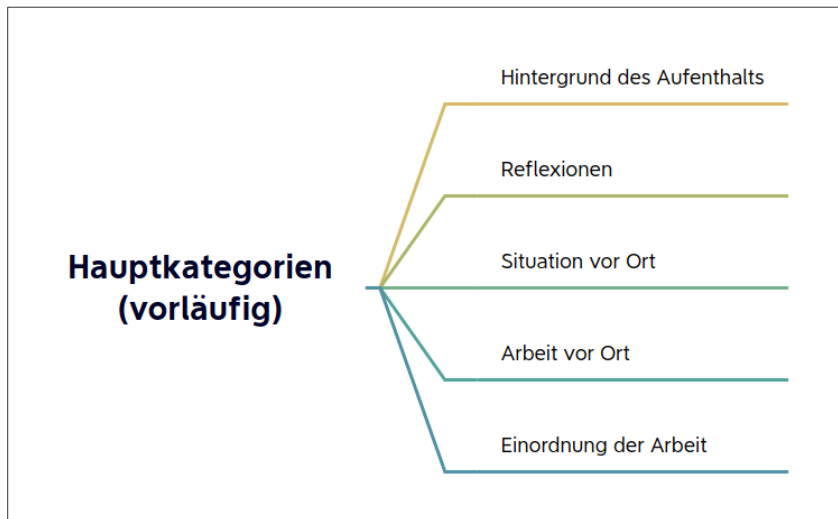 Hauptkategorien
(vorläufig)
Hintergrund des Aufenthalts
Reflexionen
Situation vor Ort
Arbeit vor Ort
Einordnung der Arbeit